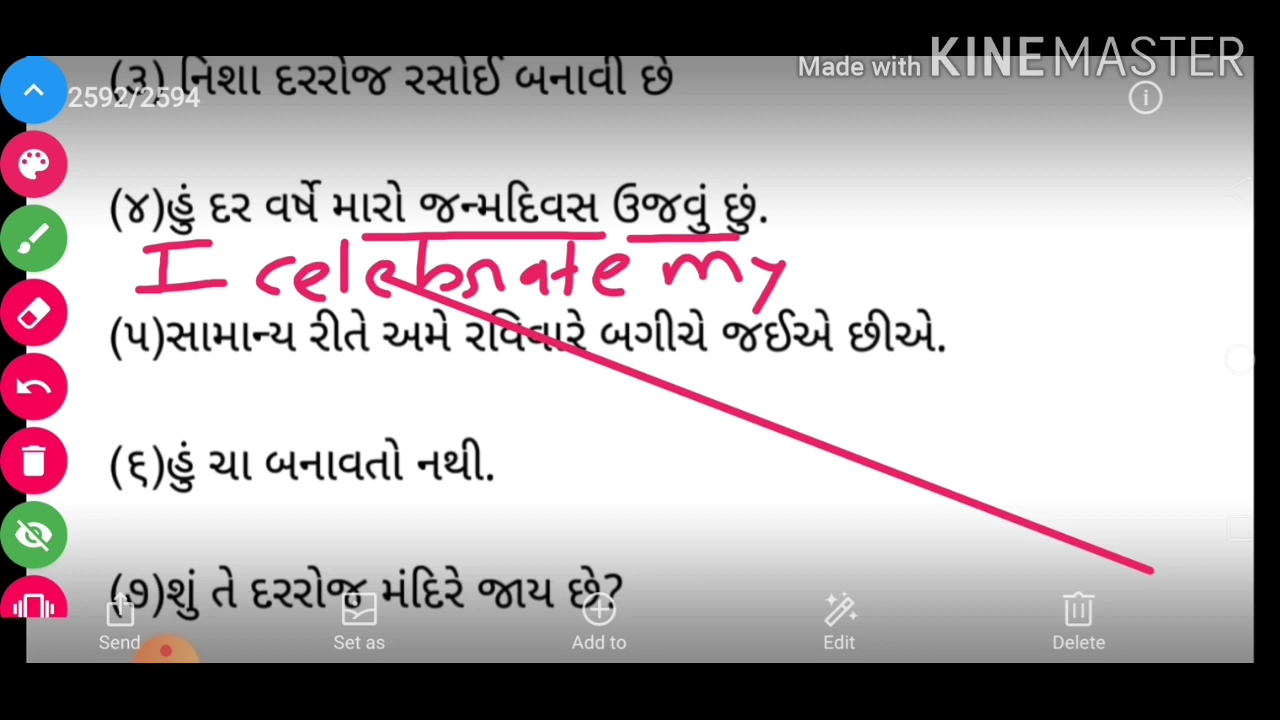 Made with KINEMASTER
(૩) નિશા દરરોજ રસોઈ બનાવી છે
2592/2594
(૪)હું દર વર્ષે મારો જન્મદિવસ ઉજવું છું.
I celebrate my
(૫)સામાન્ય રીતે અમે રવિવારે બગીચે જઈએ છીએ.
(૬)હું ચા બનાવતો નથી.
(૭)શું તે દરરોજ મંદિરે જાય છે?
Send Set as Add to Edit Delete